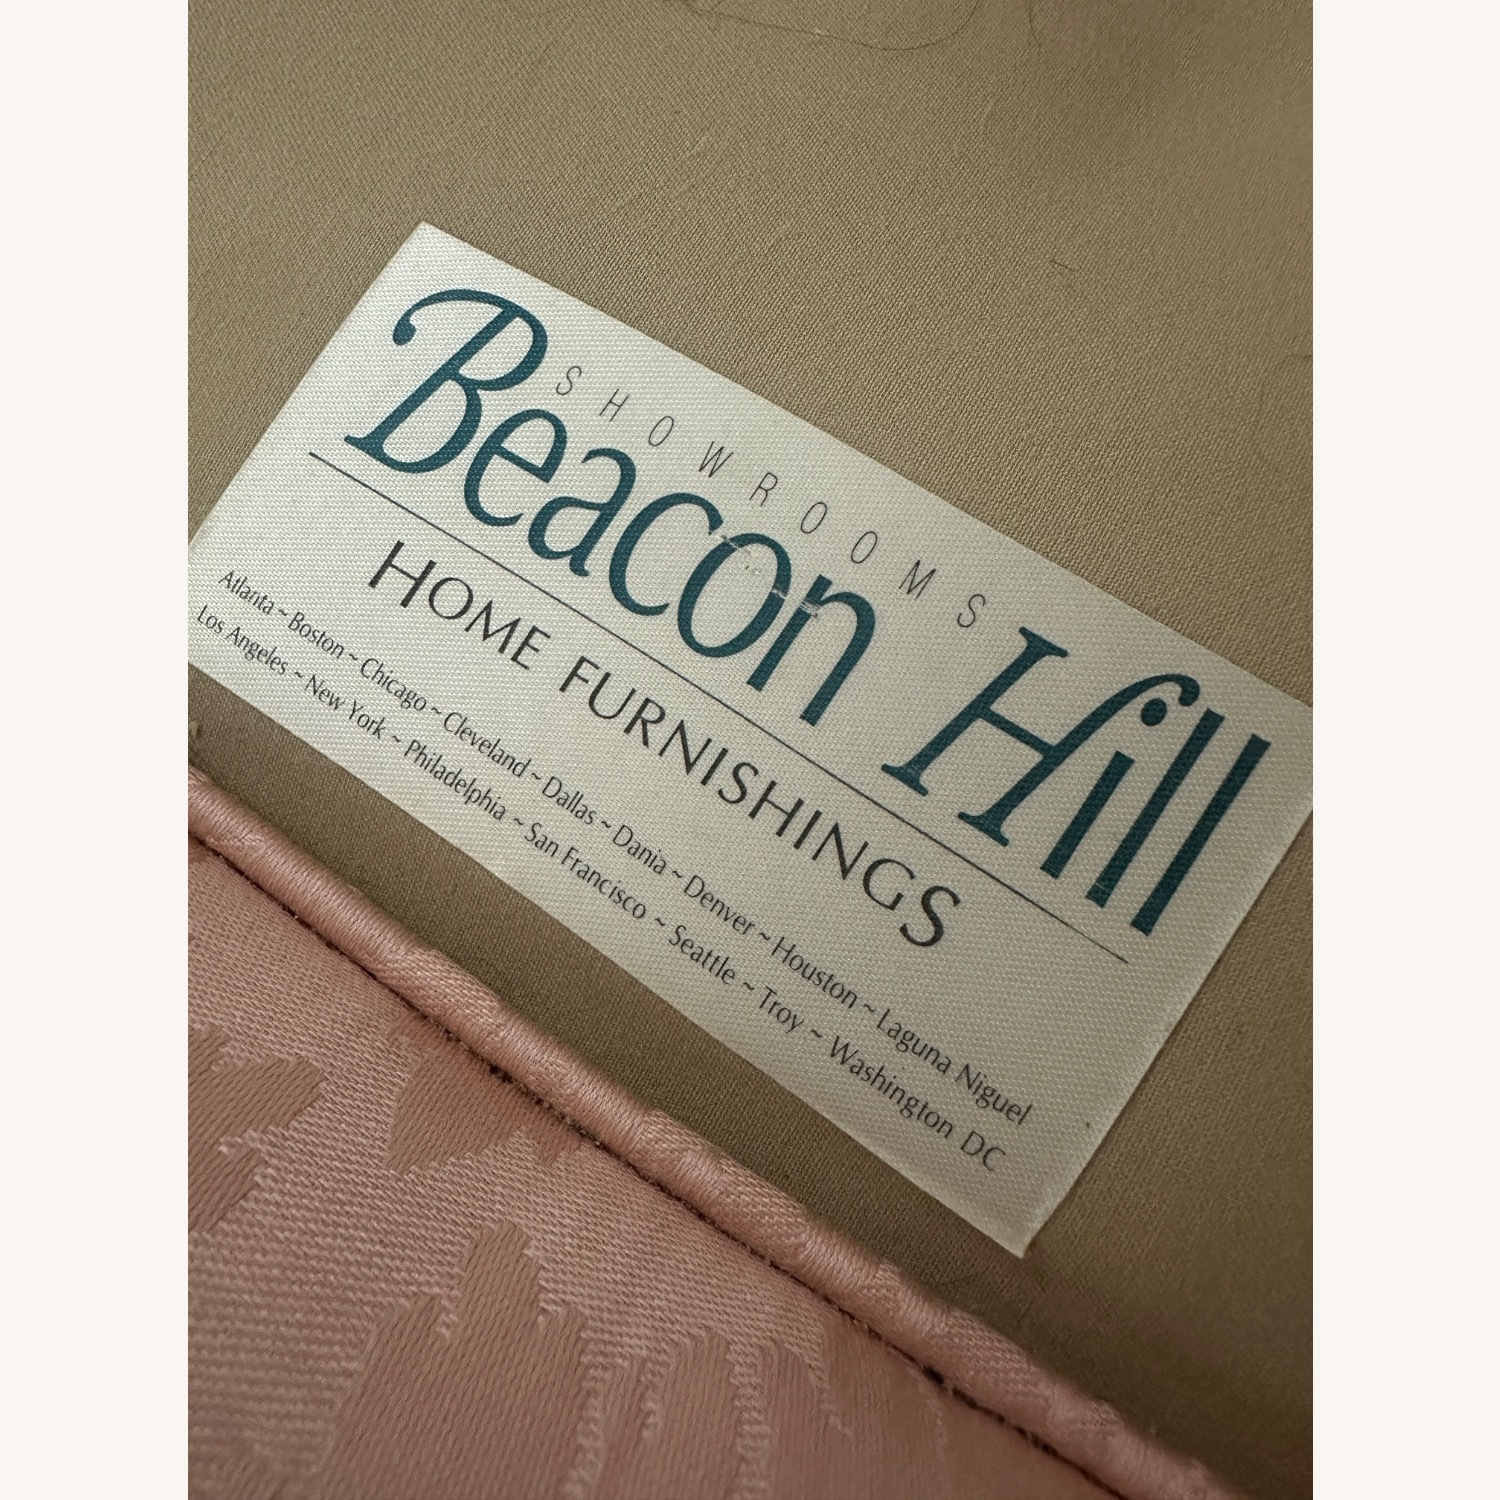 SHOWROOMS
Beacon Hill
HOME FURNISHINGS
Atlanta ~ Boston ~ Chicago ~ Cleveland ~ Dallas ~ Dania ~ Denver ~ Houston ~ Laguna Niguel
Los Angeles ~ New York ~ Philadelphia ~ San Francisco ~ Seattle ~ Troy ~ Washington DC